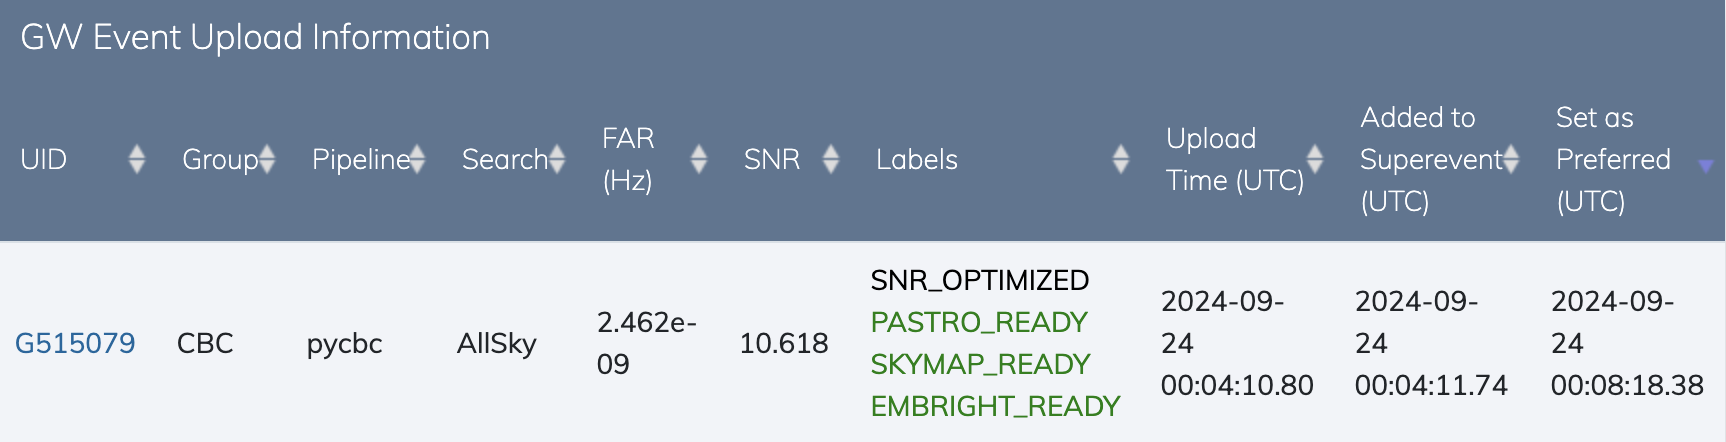 GW Event Upload Information
UID
Group
Pipeline
Search
FAR
(Hz)
SNR
Labels
Upload
Time (UTC)
Added to
Superevent
(UTC)
Set as
Preferred
(UTC)
G515079
CBC
pycbc
AllSky
2.462e-
09
10.618
SNR_OPTIMIZED
PASTRO_READY
SKYMAP_READY
EMBRIGHT_READY
2024-09-
24
00:04:10.80
2024-09-
24
00:04:11.74
2024-09-
24
00:08:18.38